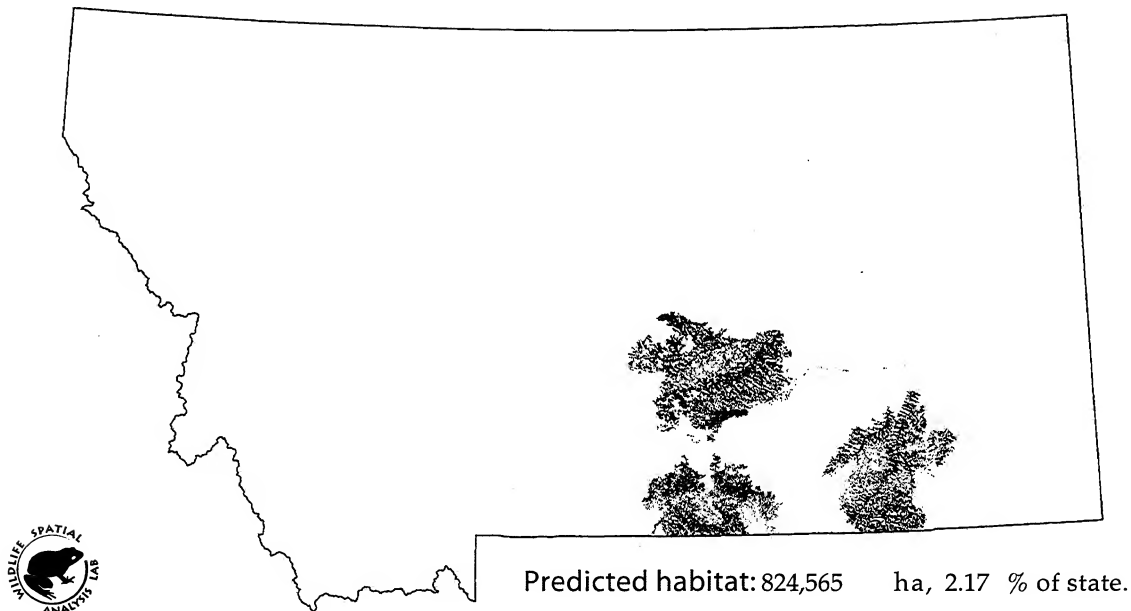 WILDLIFE SPATIAL
ANALYSIS LAB
Predicted habitat: 824,565 ha, 2.17 % of state.